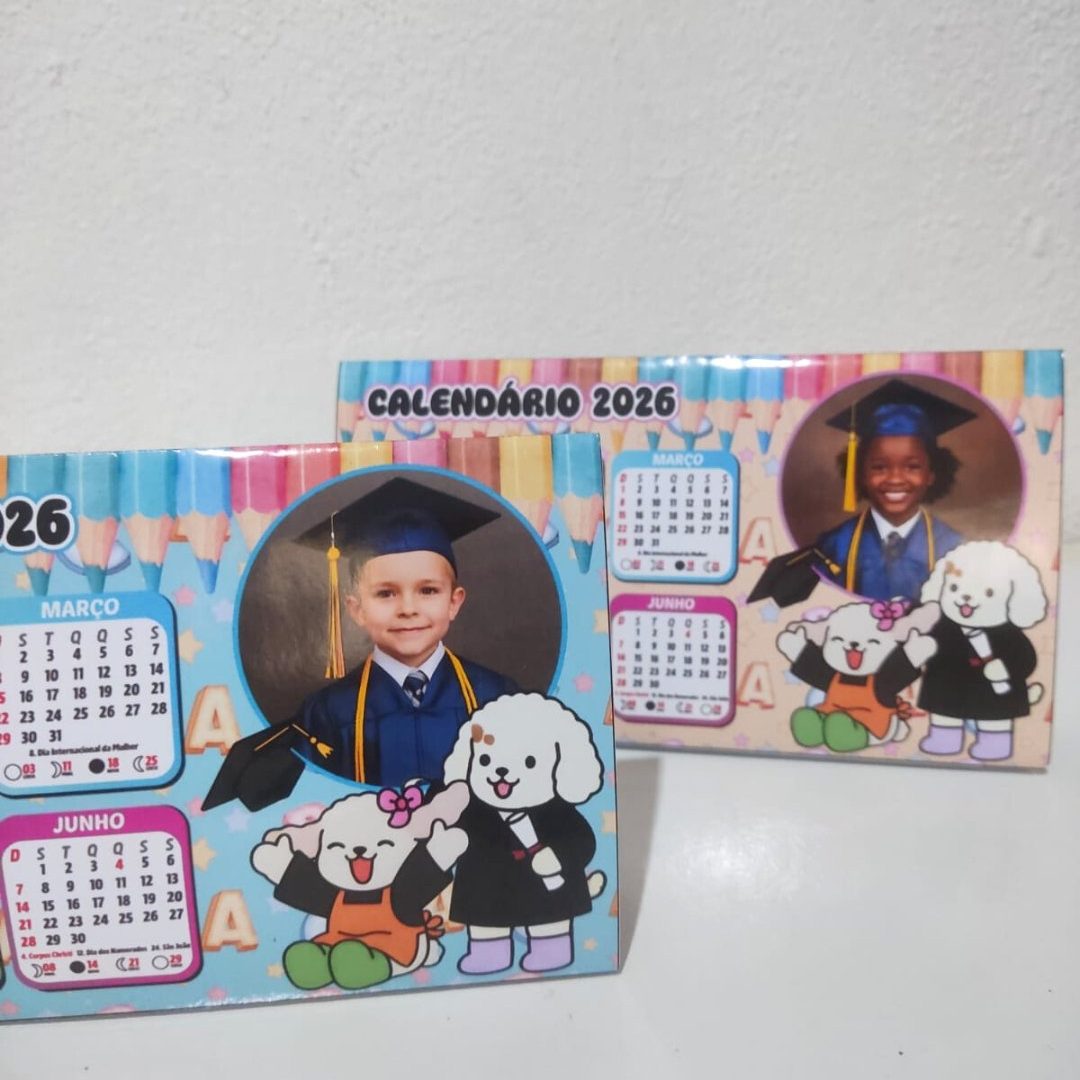 CALENDÁRIO 2026
MARÇO
D S T Q Q S S
1 2 3 4 5 6 7
8 9 10 11 12 13 14
15 16 17 18 19 20 21
22 23 24 25 26 27 28
29 30 31
8. Dia Internacional da Mulher
A
JUNHO
D S T Q Q S S
1 2 3 4 5 6
7 8 9 10 11 12 13
14 15 16 17 18 19 20
21 22 23 24 25 26 27
28 29 30
A
26
MARÇO
S T Q Q S S
2 3 4 5 6 7
9 10 11 12 13 14
16 17 18 19 20 21
22 23 24 25 26 27 28
29 30 31
8. Dia Internacional da Mulher
03 11 18 25
A
JUNHO
D S T Q Q S S
1 2 3 4 5 6
7 8 9 10 11 12 13
14 15 16 17 18 19 20
21 22 23 24 25 26 27
28 29 30
4. Corpus Christi 12. Dia dos Namorados 24. São João
08 14 21 29
A